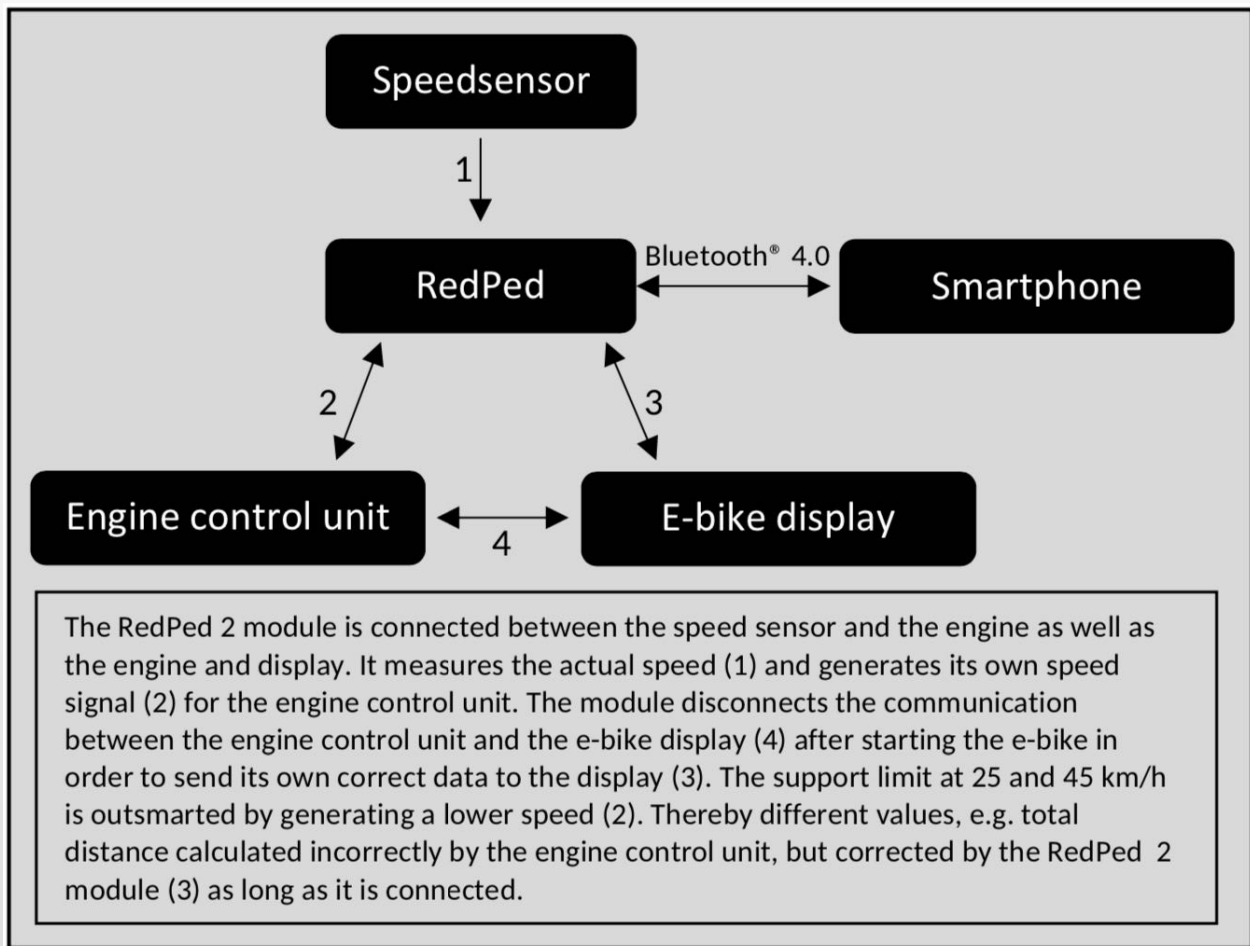 Speedsensor
1
RedPed
Bluetooth® 4.0
Smartphone
2
3
Engine control unit
4
E-bike display
The RedPed 2 module is connected between the speed sensor and the engine as well as
the engine and display. It measures the actual speed (1) and generates its own speed
signal (2) for the engine control unit. The module disconnects the communication
between the engine control unit and the e-bike display (4) after starting the e-bike in
order to send its own correct data to the display (3). The support limit at 25 and 45 km/h
is outsmarted by generating a lower speed (2). Thereby different values, e.g. total
distance calculated incorrectly by the engine control unit, but corrected by the RedPed 2
module (3) as long as it is connected.